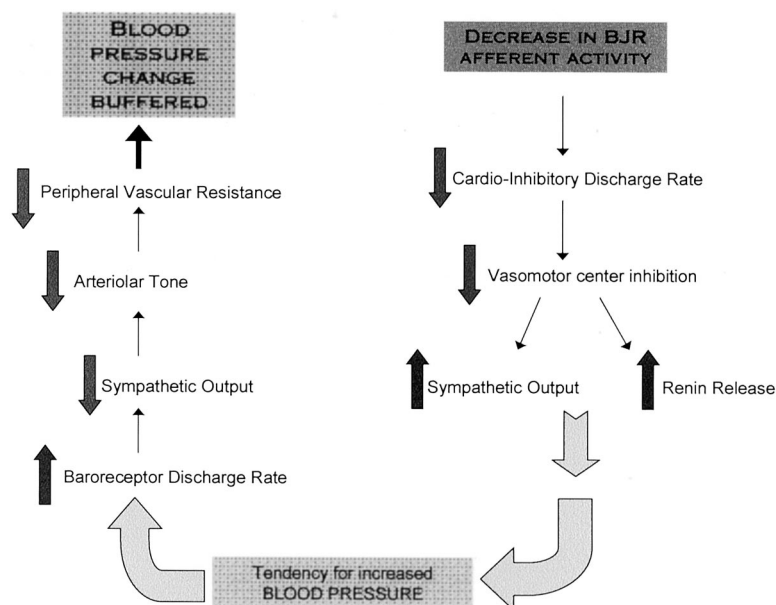 BLOOD
PRESSURE
CHANGE
BUFFERED
Peripheral Vascular Resistance
Arteriolar Tone
Sympathetic Output
Baroreceptor Discharge Rate
DECREASE IN BJR
AFFERENT ACTIVITY
Cardio-Inhibitory Discharge Rate
Vasomotor center inhibition
Sympathetic Output
Renin Release
Tendency for increased
BLOOD PRESSURE